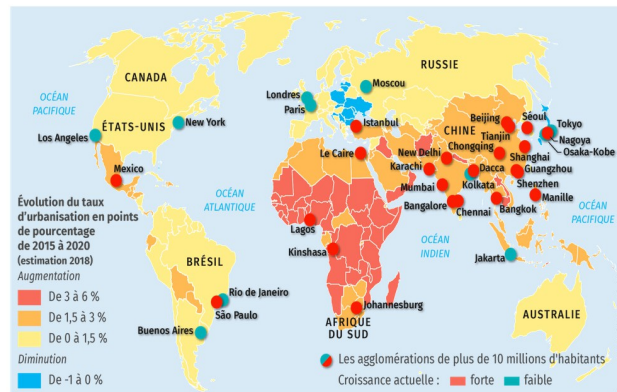 CANADA
RUSSIE
OCÉAN
PACIFIQUE
ÉTATS-UNIS
New York
Los Angeles
Mexico
Londres
Paris
Moscou
Istanbul
Le Caire
CHINE
Beijing
Tianjin
Chongqing
Séoul
Tokyo
Nagoya
Osaka-Kobe
Shanghai
Guangzhou
Shenzhen
Manille
New Delhi
Karachi
Mumbai
Bangalore
Dacca
Kolkata
Chennai
Bangkok
Jakarta
OCÉAN
ATLANTIQUE
OCÉAN
INDIEN
OCÉAN
PACIFIQUE
Lagos
Kinshasa
Johannesburg
AFRIQUE
DU SUD
BRÉSIL
Rio de Janeiro
São Paulo
Buenos Aires
AUSTRALIE
Évolution du taux
d'urbanisation en points
de pourcentage
de 2015 à 2020
(estimation 2018)
Augmentation
De 3 à 6 %
De 1,5 à 3 %
De 0 à 1,5 %
Diminution
De -1 à 0 %
Les agglomérations de plus de 10 millions d'habitants
Croissance actuelle : forte faible